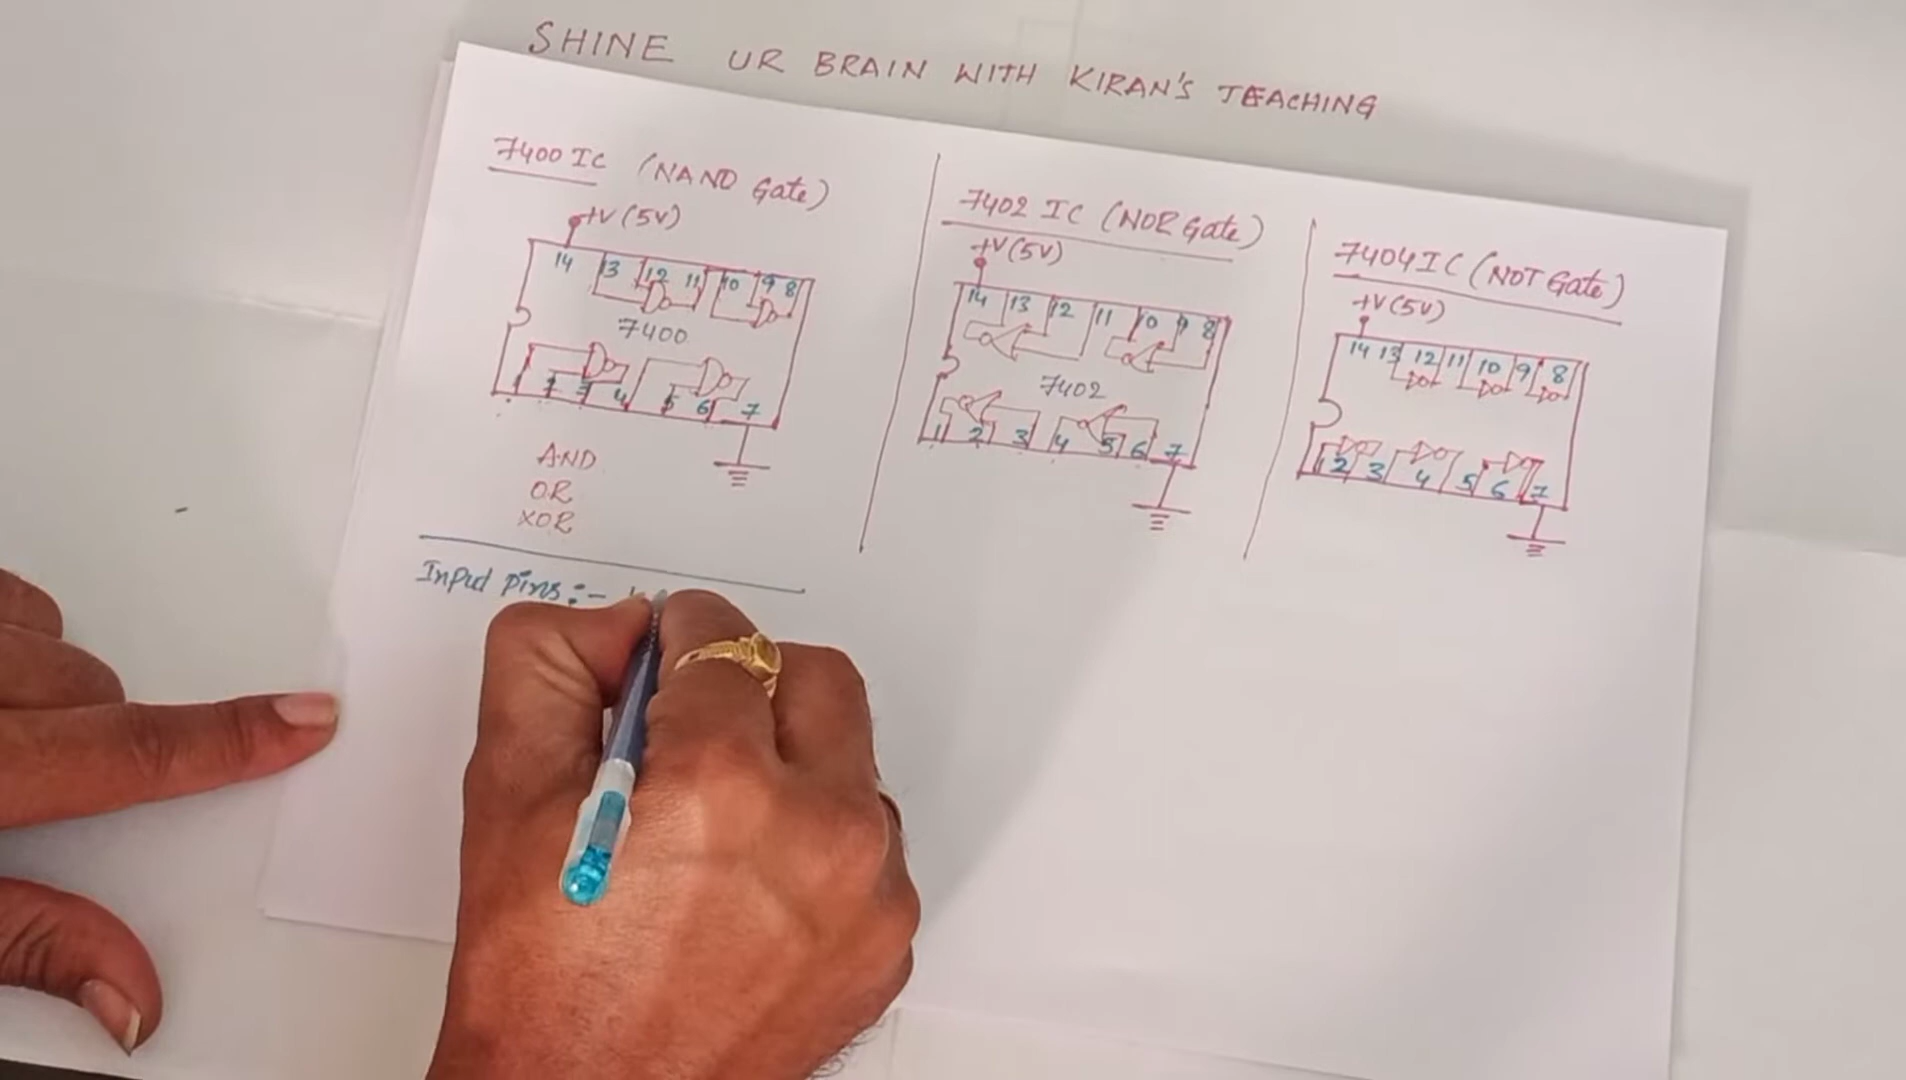 SHINE UR BRAIN WITH KIRAN'S TEACHING
7400 IC (NAND Gate)
+V (5V)
14 13 12 11 10 9 8
7400
1 2 3 4 5 6 7
AND
OR
XOR
Input pins:-
7402 IC (NOR Gate)
+V (5V)
14 13 12 11 10 9 8
7402
1 2 3 4 5 6 7
7404 IC (NOT Gate)
+V (5V)
14 13 12 11 10 9 8
1 2 3 4 5 6 7